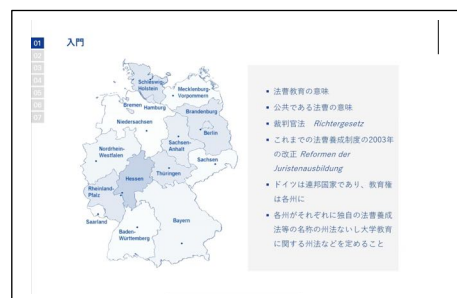 01 入門
02
03
04
05
06
07
Schleswig-
Holstein
Mecklenburg-
Vorpommern
Hamburg
Bremen
Brandenburg
Niedersachsen
Berlin
Sachsen-
Anhalt
Nordrhein-
Westfalen
Sachsen
Hessen
Thüringen
Rheinland-
Pfalz
Saarland
Bayern
Baden-
Württemberg
▪ 法曹教育の意味
▪ 公共である法曹の意味
▪ 裁判官法 Richtergesetz
▪ これまでの法曹養成制度の2003年
の改正 Reformen der
Juristenausbildung
▪ ドイツは連邦国家であり、教育権
は各州に
▪ 各州がそれぞれに独自の法曹養成
法等の名称の州法ないし大学教育
に関する州法などを定めること